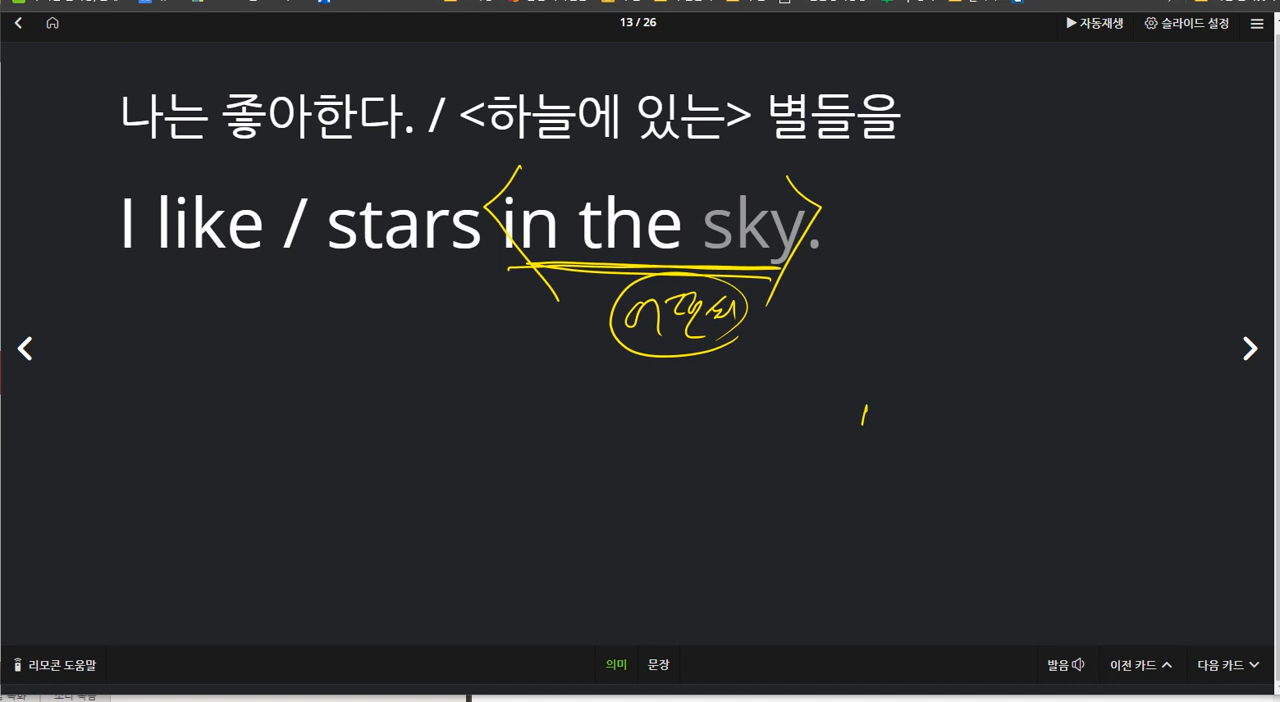 13 / 26
자동재생
슬라이드 설정
나는 좋아한다. / <하늘에 있는> 별들을
I like / stars in the sky.
리모콘 도움말
의미
문장
발음
이전 카드
다음 카드